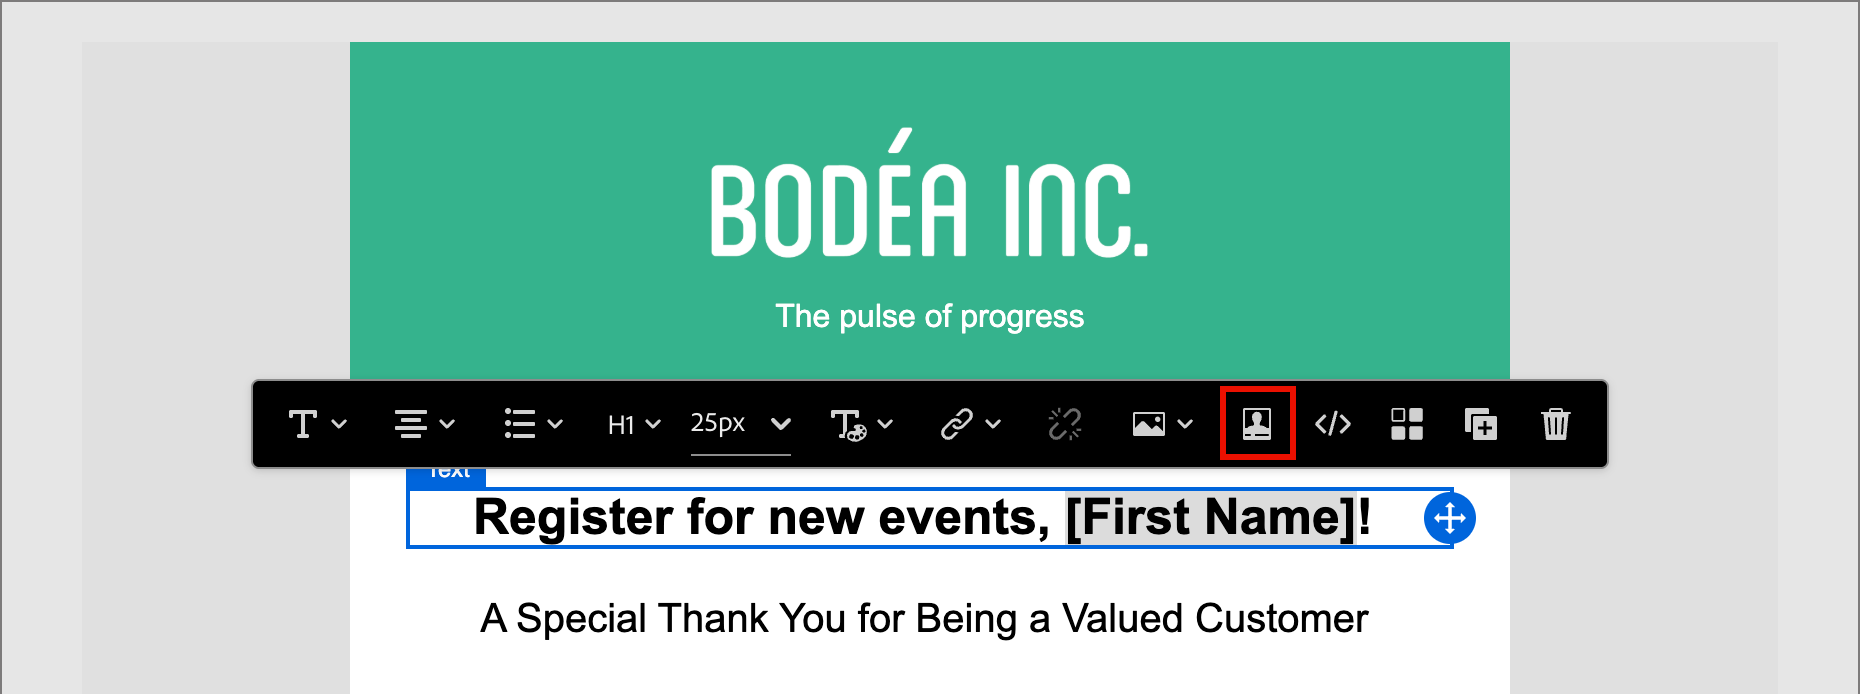 BODÉA INC.
The pulse of progress
H1 25px
Text
Register for new events, [First Name]!
A Special Thank You for Being a Valued Customer